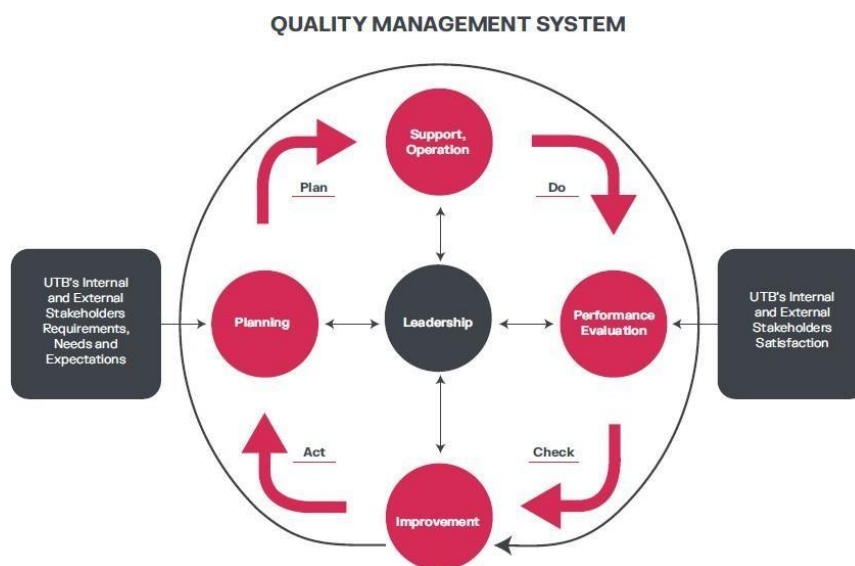 QUALITY MANAGEMENT SYSTEM
Support,
Operation
Plan
Do
UTB's Internal
and External
Stakeholders
Requirements,
Needs and
Expectations
Planning
Leadership
Performance
Evaluation
UTB's Internal
and External
Stakeholders
Satisfaction
Act
Check
Improvement